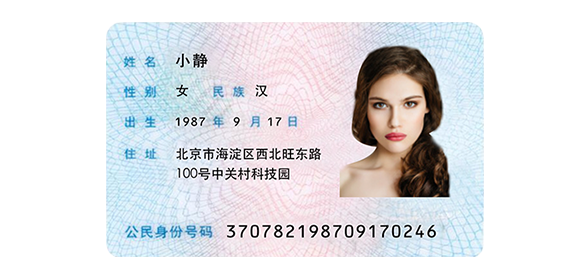 姓名 小静
性别 女 民族 汉
出生 1987 年 9 月 17 日
住址 北京市海淀区西北旺东路
100号中关村科技园
公民身份号码 370782198709170246